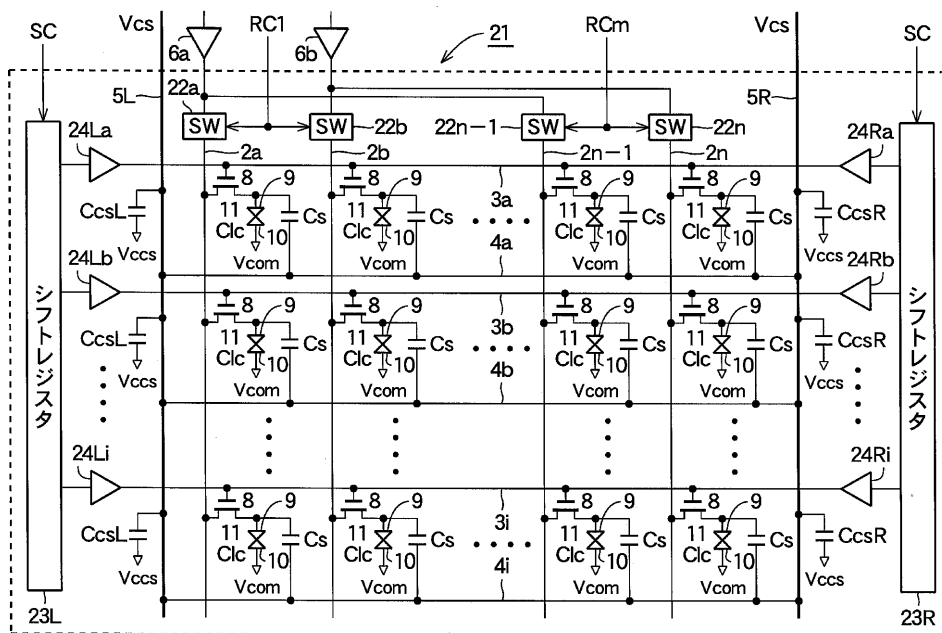 SC Vcs RC1 RCm Vcs SC
6a 6b 21
5L 22a 5R
SW SW 22b 22n-1 SW SW 22n
24La 2a 2b 2n-1 2n 24Ra
8 9 8 9 3a 8 9 8 9
CcsL 11 Clc 10 Cs 11 Clc 10 Cs 11 Clc 10 Cs 11 Clc 10 Cs CcsR
Vccs Vcom Vcom 4a Vcom Vcom Vccs
24Lb 24Rb
8 9 8 9 3b 8 9 8 9
CcsL 11 Clc 10 Cs 11 Clc 10 Cs 11 Clc 10 Cs 11 Clc 10 Cs CcsR
Vccs Vcom Vcom 4b Vcom Vcom Vccs
シフトレジスタ
シフトレジスタ
24Li 24Ri
8 9 8 9 3i 8 9 8 9
CcsL 11 Clc 10 Cs 11 Clc 10 Cs 11 Clc 10 Cs 11 Clc 10 Cs CcsR
Vccs Vcom Vcom 4i Vcom Vcom Vccs
23L 23R